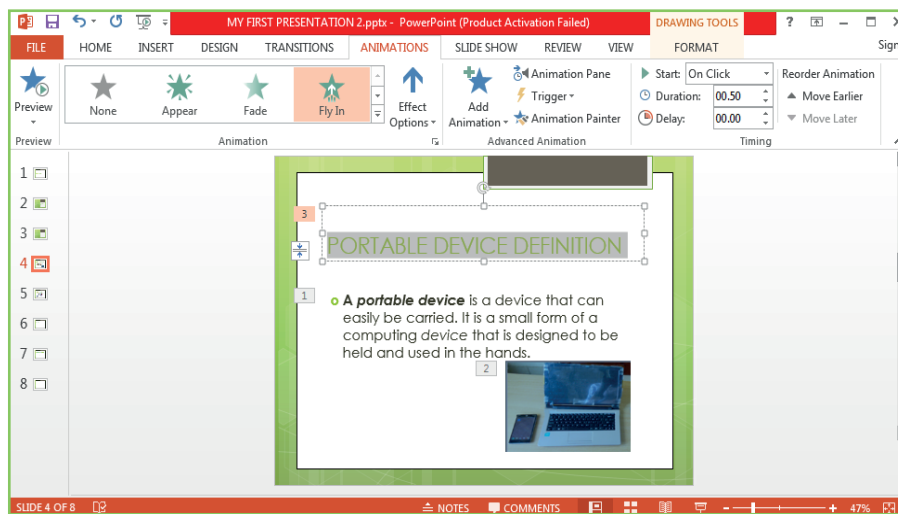 MY FIRST PRESENTATION 2.pptx - PowerPoint (Product Activation Failed)
DRAWING TOOLS
?
FILE HOME INSERT DESIGN TRANSITIONS ANIMATIONS SLIDE SHOW REVIEW VIEW FORMAT Sign
Preview
None Appear Fade Fly In
Effect Options
Add Animation
Animation Pane
Trigger
Animation Painter
Start: On Click
Duration: 00.50
Delay: 00.00
Reorder Animation
Move Earlier
Move Later
Preview Animation Advanced Animation Timing
1
2
3
4
5
6
7
8
3
PORTABLE DEVICE DEFINITION
1
A portable device is a device that can
easily be carried. It is a small form of a
computing device that is designed to be
held and used in the hands.
2
SLIDE 4 OF 8 NOTES COMMENTS 47%